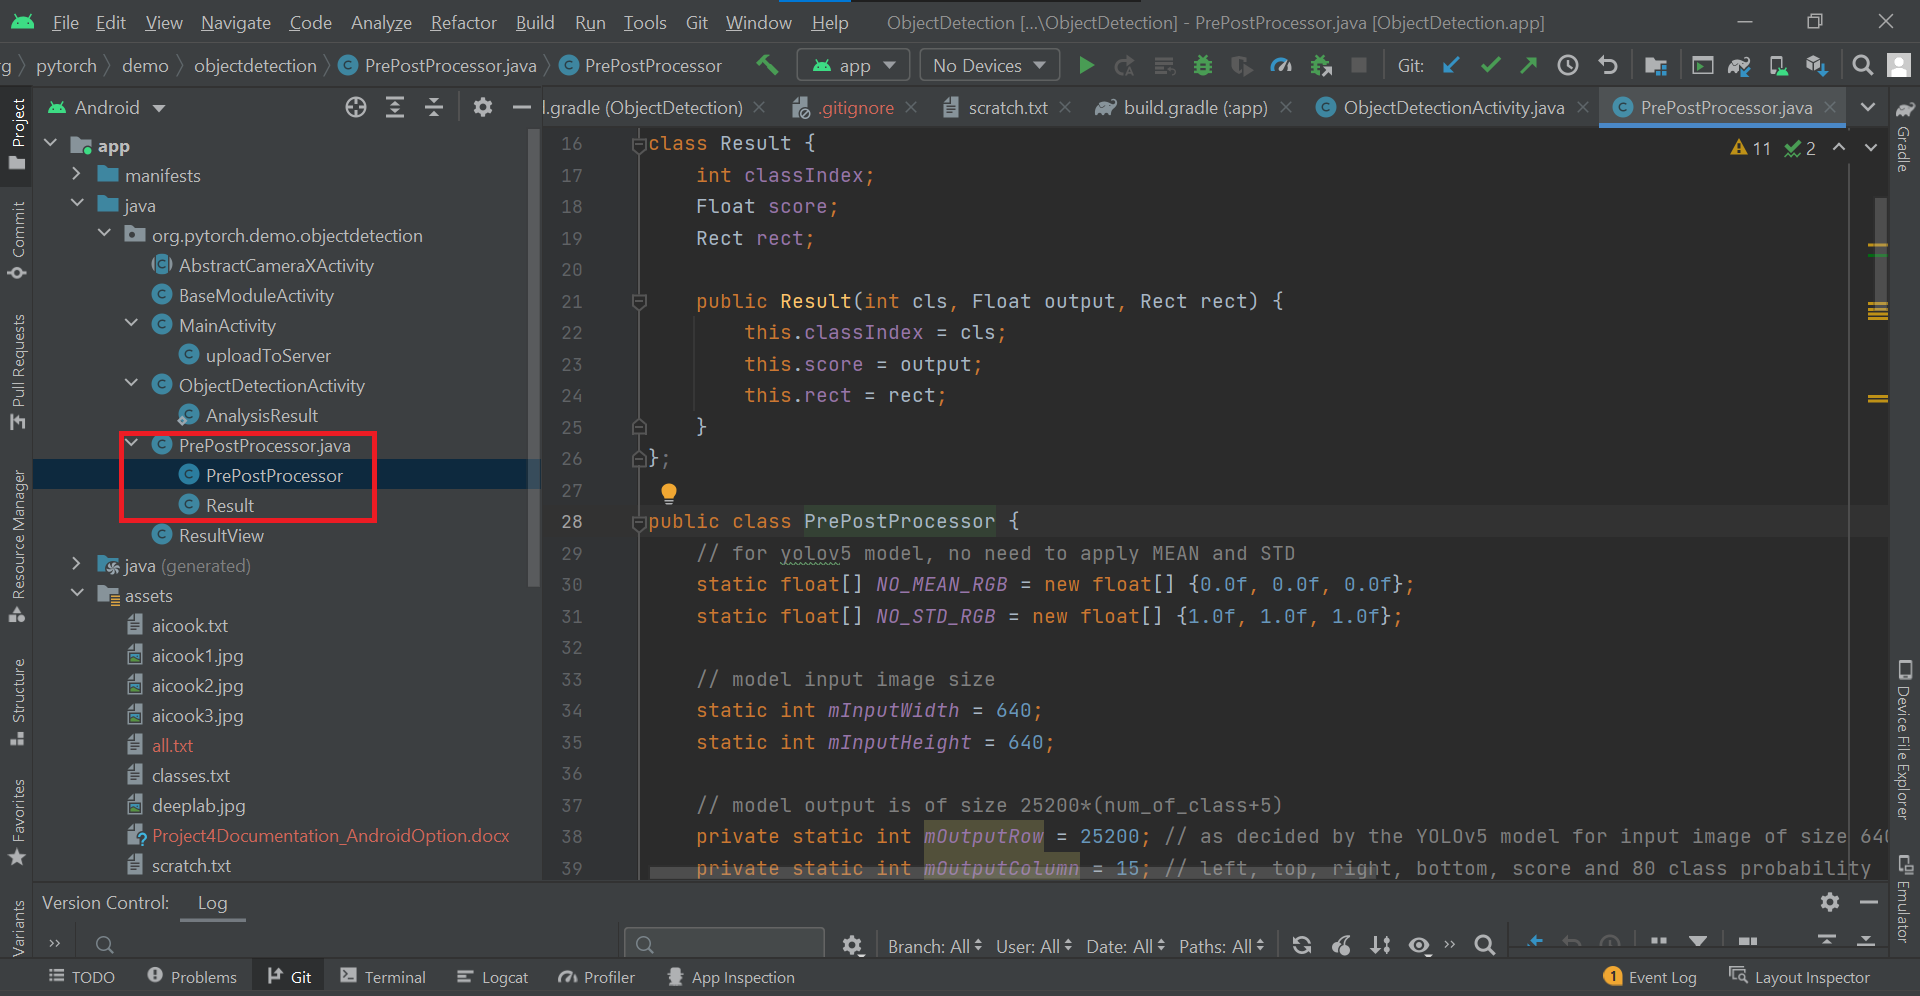 File Edit View Navigate Code Analyze Refactor Build Run Tools Git Window Help ObjectDetection [...\ObjectDetection] - PrePostProcessor.java [ObjectDetection.app]
rg pytorch demo objectdetection PrePostProcessor.java PrePostProcessor app No Devices Git:
Android
l.gradle (ObjectDetection) .gitignore scratch.txt build.gradle (:app) ObjectDetectionActivity.java PrePostProcessor.java
Project
Commit
Pull Requests
Resource Manager
Structure
Favorites
Variants
app
manifests
java
org.pytorch.demo.objectdetection
AbstractCameraXActivity
BaseModuleActivity
MainActivity
uploadToServer
ObjectDetectionActivity
AnalysisResult
PrePostProcessor.java
PrePostProcessor
Result
ResultView
java (generated)
assets
aicook.txt
aicook1.jpg
aicook2.jpg
aicook3.jpg
all.txt
classes.txt
deeplab.jpg
Project4Documentation_AndroidOption.docx
scratch.txt
11 2
16 class Result {
17 int classIndex;
18 Float score;
19 Rect rect;
20
21 public Result(int cls, Float output, Rect rect) {
22 this.classIndex = cls;
23 this.score = output;
24 this.rect = rect;
25 }
26 };
27
28 public class PrePostProcessor {
29 // for yolov5 model, no need to apply MEAN and STD
30 static float[] NO_MEAN_RGB = new float[] {0.0f, 0.0f, 0.0f};
31 static float[] NO_STD_RGB = new float[] {1.0f, 1.0f, 1.0f};
32
33 // model input image size
34 static int mInputWidth = 640;
35 static int mInputHeight = 640;
36
37 // model output is of size 25200*(num_of_class+5)
38 private static int mOutputRow = 25200; // as decided by the YOLOv5 model for input image of size 640
39 private static int mOutputColumn = 15; // left, top, right, bottom, score and 80 class probability
Gradle
Device File Explorer
Emulator
Version Control: Log
Branch: All User: All Date: All Paths: All
TODO Problems Git Terminal Logcat Profiler App Inspection 1 Event Log Layout Inspector